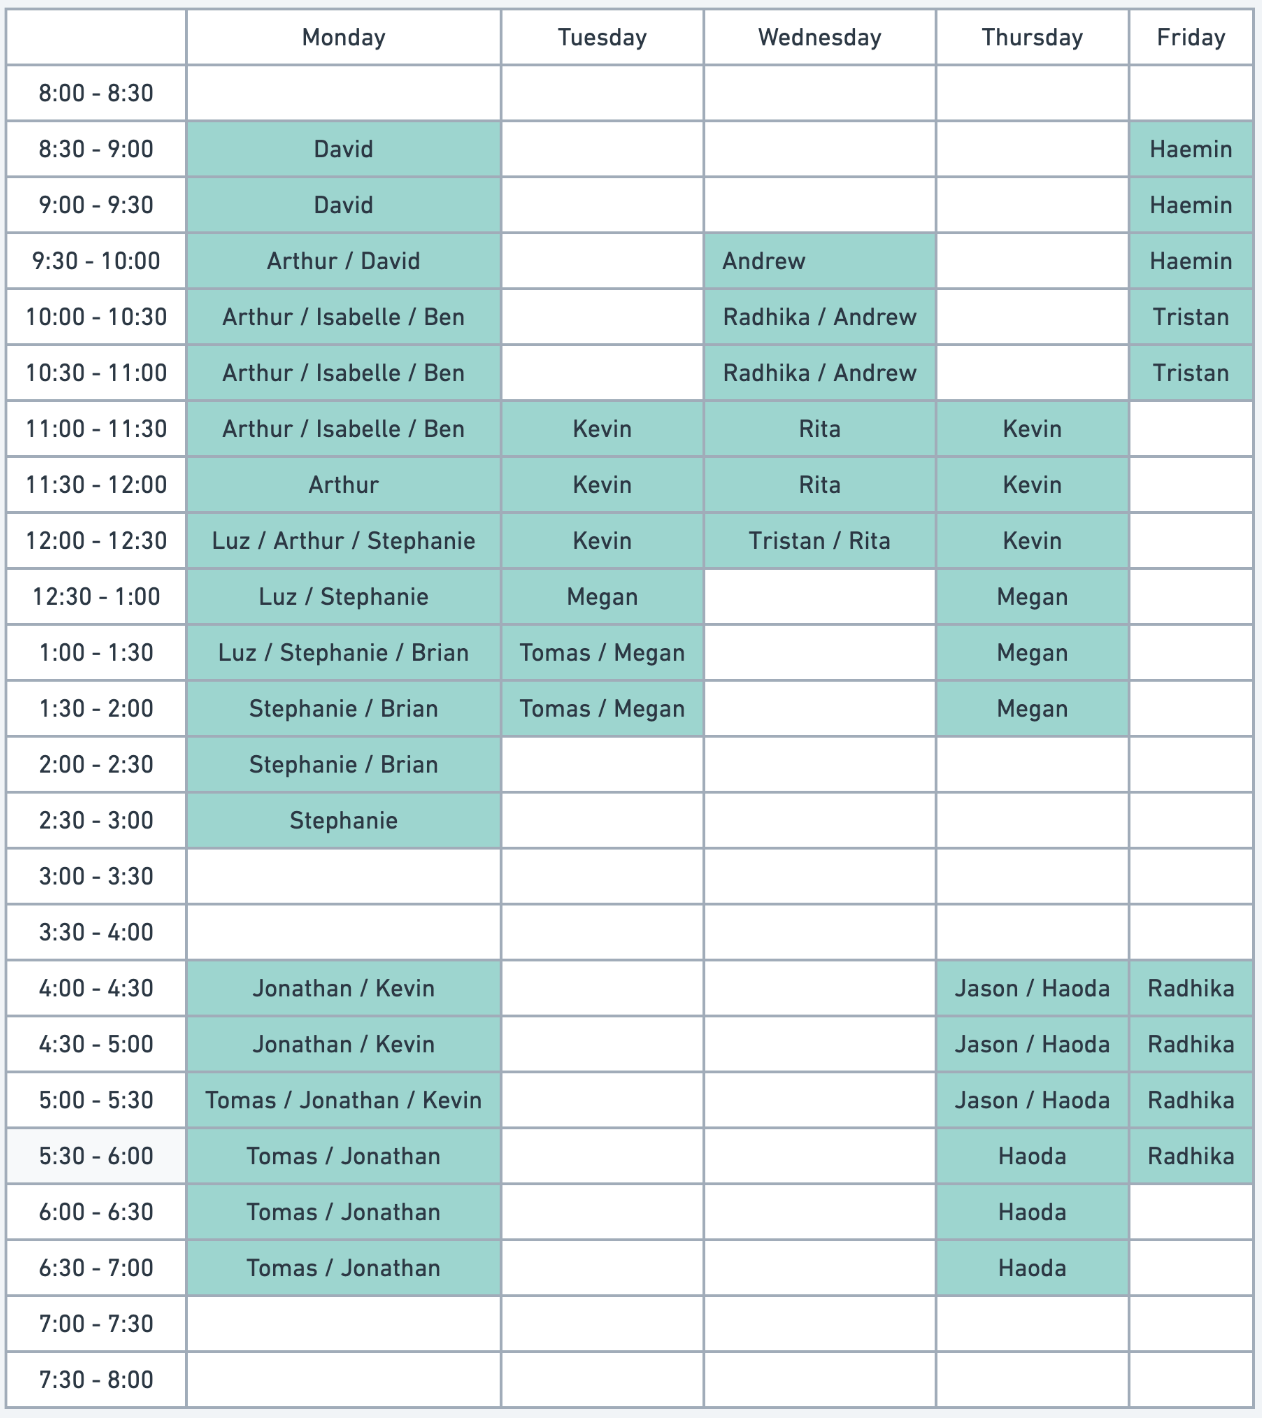 Monday Tuesday Wednesday Thursday Friday
8:00 - 8:30
8:30 - 9:00 David Haemin
9:00 - 9:30 David Haemin
9:30 - 10:00 Arthur / David Andrew Haemin
10:00 - 10:30 Arthur / Isabelle / Ben Radhika / Andrew Tristan
10:30 - 11:00 Arthur / Isabelle / Ben Radhika / Andrew Tristan
11:00 - 11:30 Arthur / Isabelle / Ben Kevin Rita Kevin
11:30 - 12:00 Arthur Kevin Rita Kevin
12:00 - 12:30 Luz / Arthur / Stephanie Kevin Tristan / Rita Kevin
12:30 - 1:00 Luz / Stephanie Megan Megan
1:00 - 1:30 Luz / Stephanie / Brian Tomas / Megan Megan
1:30 - 2:00 Stephanie / Brian Tomas / Megan Megan
2:00 - 2:30 Stephanie / Brian
2:30 - 3:00 Stephanie
3:00 - 3:30
3:30 - 4:00
4:00 - 4:30 Jonathan / Kevin Jason / Haoda Radhika
4:30 - 5:00 Jonathan / Kevin Jason / Haoda Radhika
5:00 - 5:30 Tomas / Jonathan / Kevin Jason / Haoda Radhika
5:30 - 6:00 Tomas / Jonathan Haoda Radhika
6:00 - 6:30 Tomas / Jonathan Haoda
6:30 - 7:00 Tomas / Jonathan Haoda
7:00 - 7:30
7:30 - 8:00